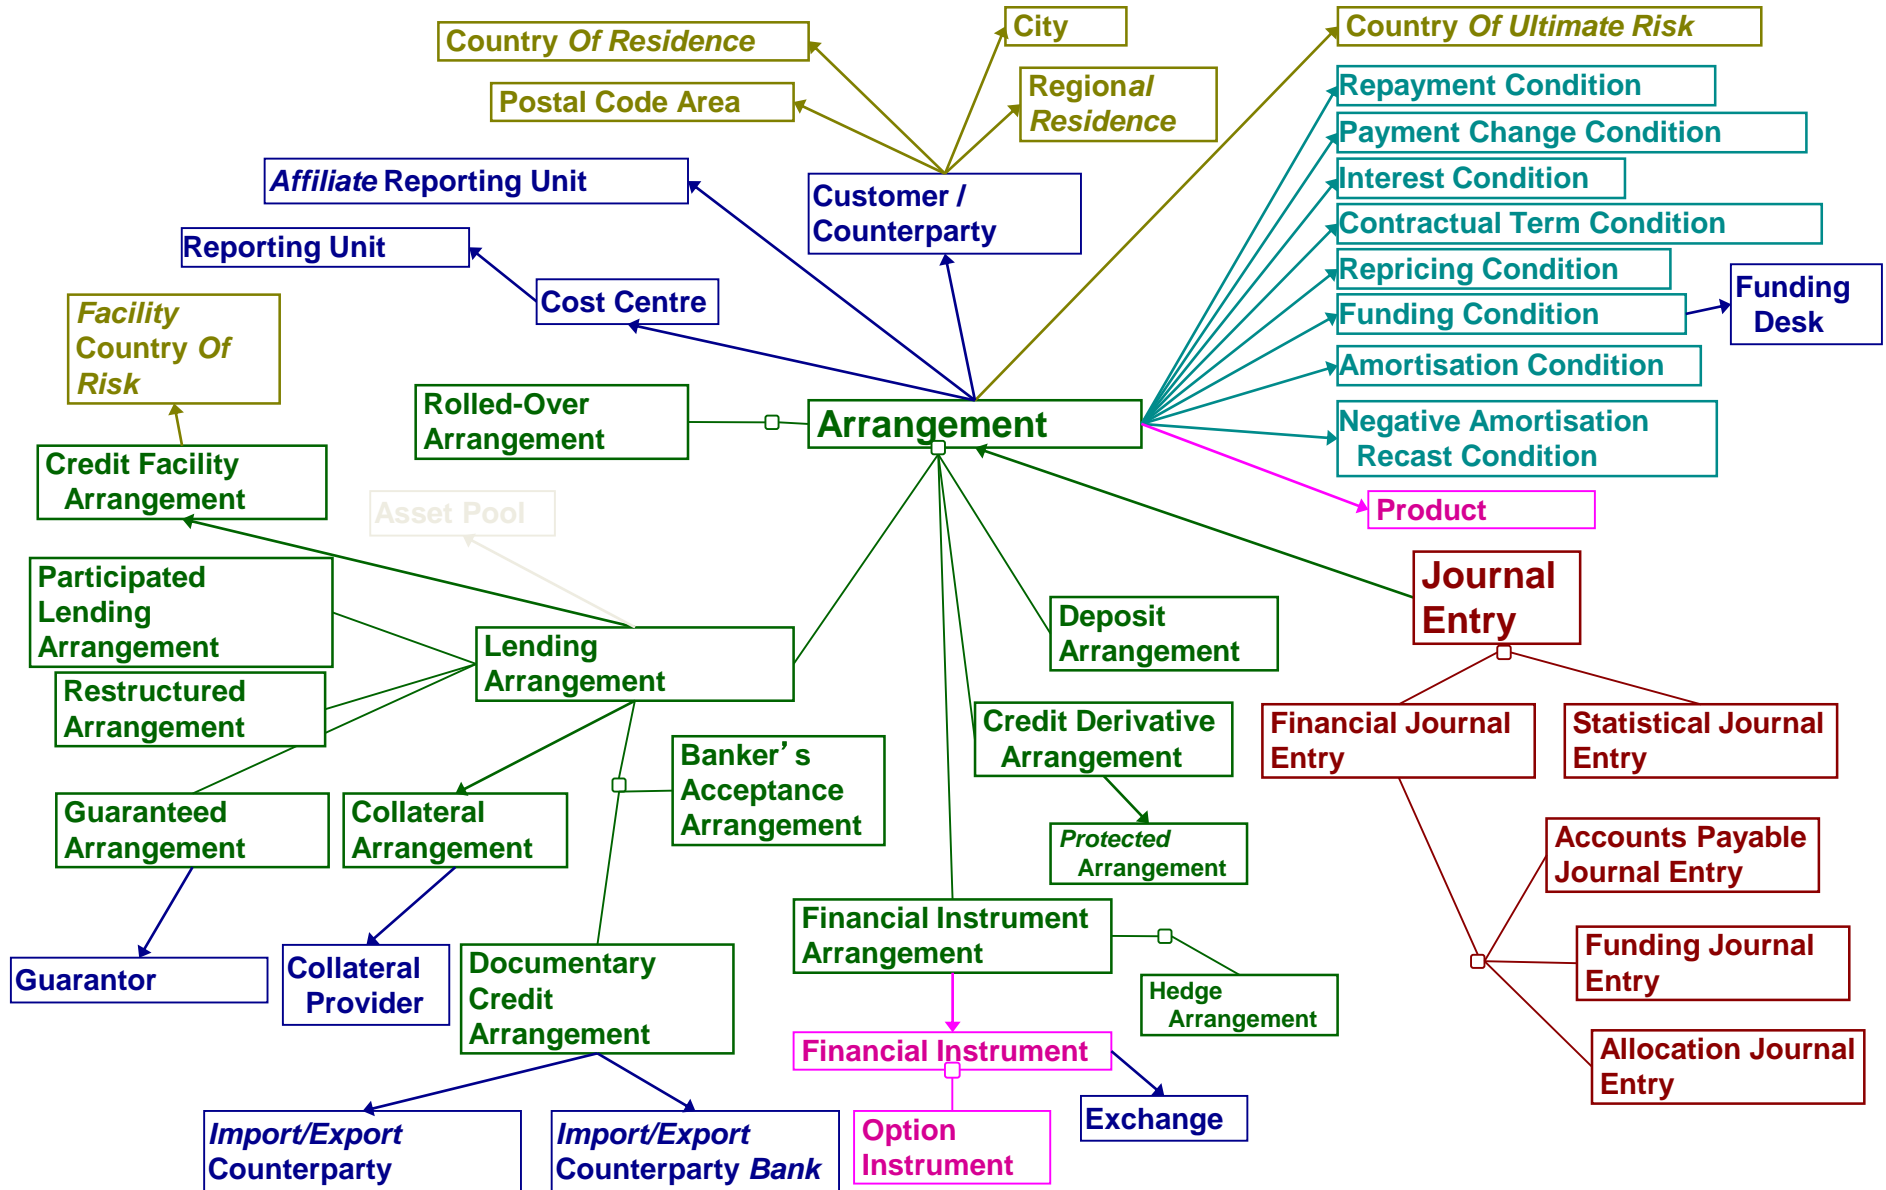 Country Of Residence
City
Country Of Ultimate Risk
Postal Code Area
Regional
Residence
Repayment Condition
Payment Change Condition
Affiliate Reporting Unit
Customer /
Counterparty
Interest Condition
Contractual Term Condition
Reporting Unit
Repricing Condition
Cost Centre
Funding Condition
Funding
Desk
Facility
Country Of
Risk
Amortisation Condition
Rolled-Over
Arrangement
Arrangement
Negative Amortisation
Recast Condition
Credit Facility
Arrangement
Asset Pool
Product
Participated
Lending
Arrangement
Journal
Entry
Lending
Arrangement
Deposit
Arrangement
Restructured
Arrangement
Credit Derivative
Arrangement
Financial Journal
Entry
Statistical Journal
Entry
Banker’s
Acceptance
Arrangement
Guaranteed
Arrangement
Collateral
Arrangement
Protected
Arrangement
Accounts Payable
Journal Entry
Financial Instrument
Arrangement
Guarantor
Collateral
Provider
Documentary
Credit
Arrangement
Hedge
Arrangement
Funding Journal
Entry
Financial Instrument
Allocation Journal
Entry
Import/Export
Counterparty
Import/Export
Counterparty Bank
Option
Instrument
Exchange